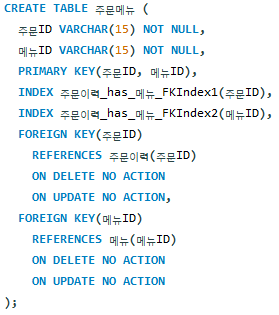 CREATE TABLE 주문메뉴 (
주문ID VARCHAR(15) NOT NULL,
메뉴ID VARCHAR(15) NOT NULL,
PRIMARY KEY(주문ID, 메뉴ID),
INDEX 주문이력_has_메뉴_FKIndex1(주문ID),
INDEX 주문이력_has_메뉴_FKIndex2(메뉴ID),
FOREIGN KEY(주문ID)
REFERENCES 주문이력(주문ID)
ON DELETE NO ACTION
ON UPDATE NO ACTION,
FOREIGN KEY(메뉴ID)
REFERENCES 메뉴(메뉴ID)
ON DELETE NO ACTION
ON UPDATE NO ACTION
);